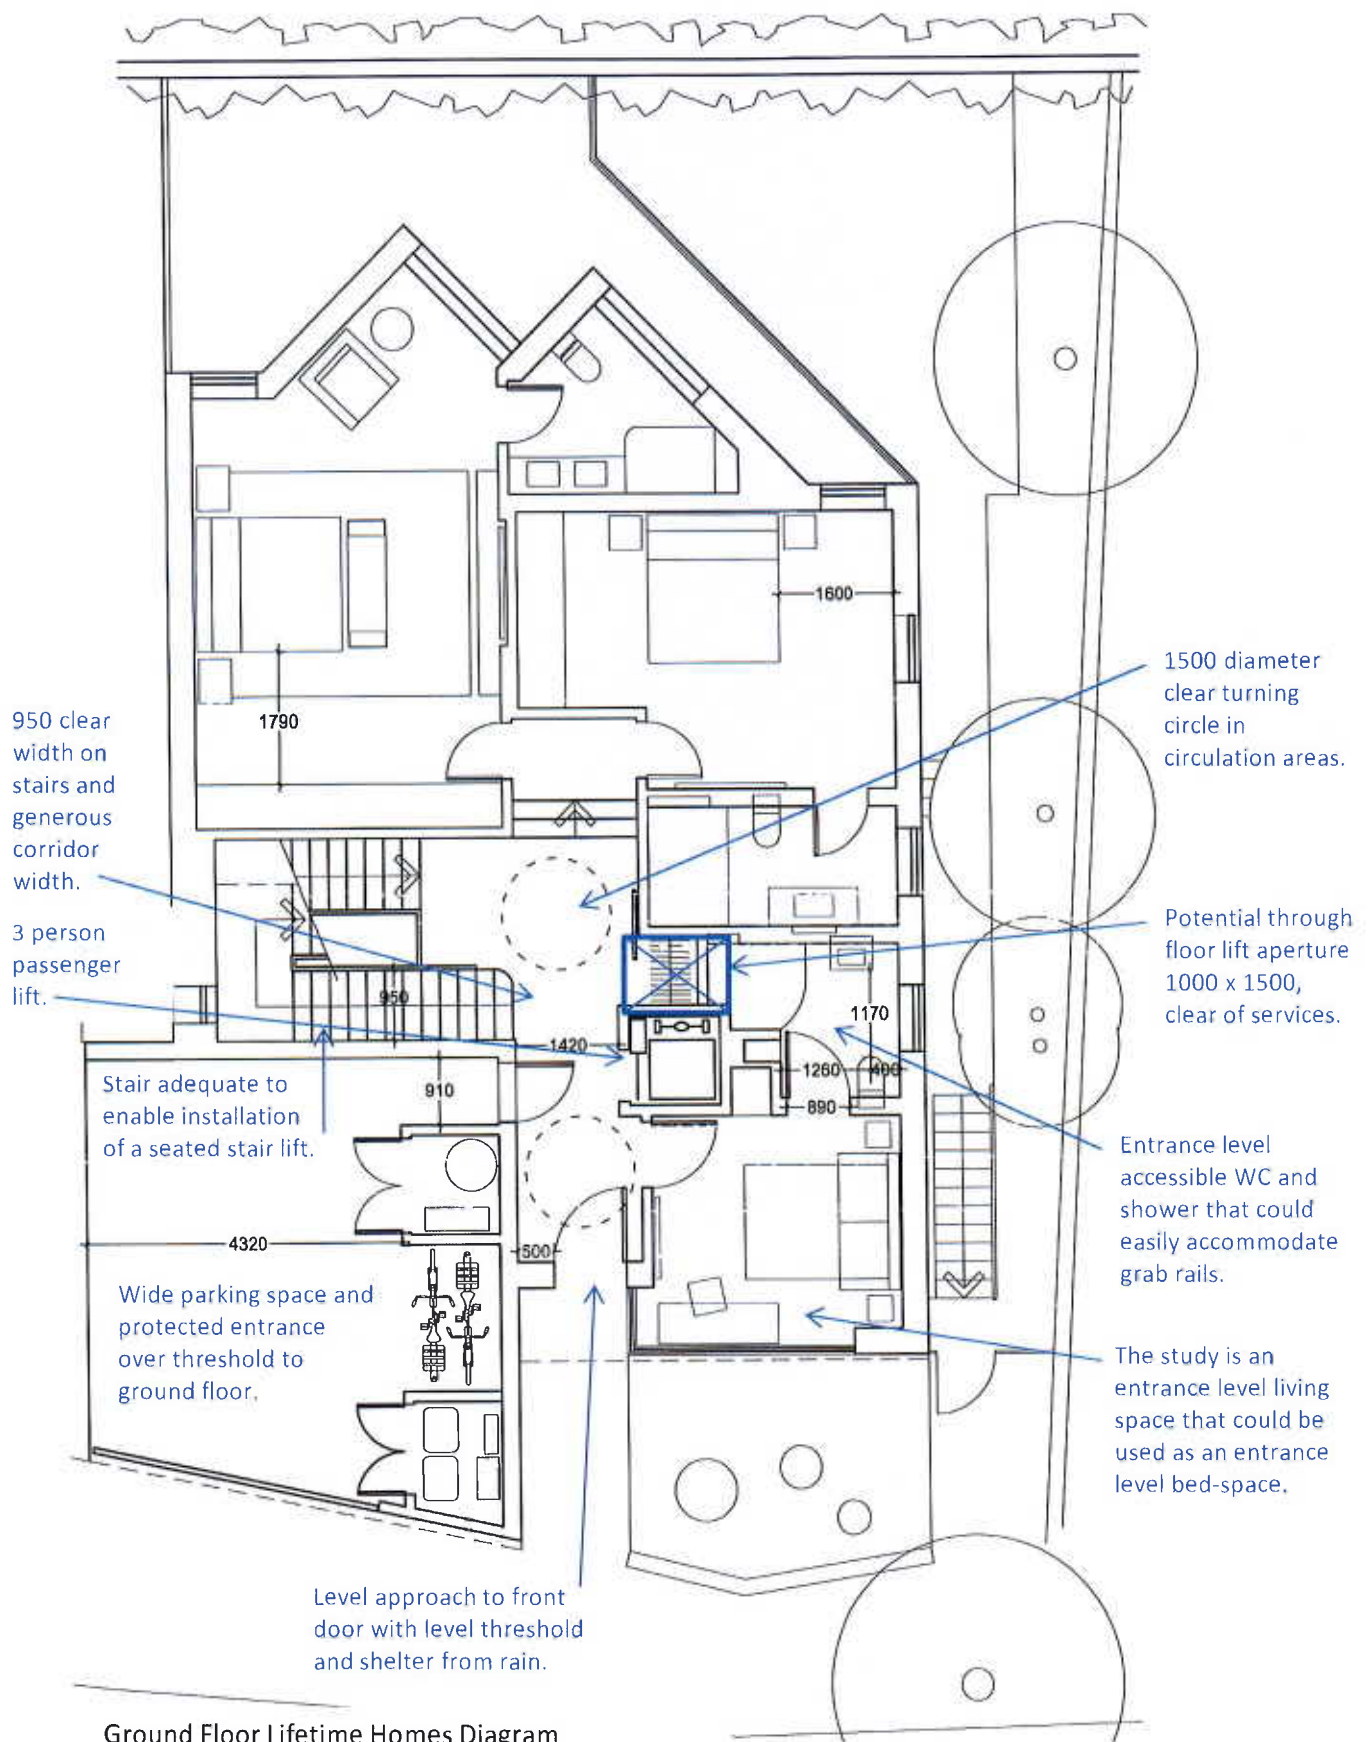 1600
1500 diameter
clear turning
circle in
circulation areas.
950 clear
width on
stairs and
generous
corridor
width.
1790
3 person
passenger
lift.
Potential through
floor lift aperture
1000 x 1500,
clear of services.
950
1170
1420
1260
400
890
910
Stair adequate to
enable installation
of a seated stair lift.
Entrance level
accessible WC and
shower that could
easily accommodate
grab rails.
4320
500
Wide parking space and
protected entrance
over threshold to
ground floor.
The study is an
entrance level living
space that could be
used as an entrance
level bed-space.
Level approach to front
door with level threshold
and shelter from rain.
Ground Floor Lifetime Homes Diagram